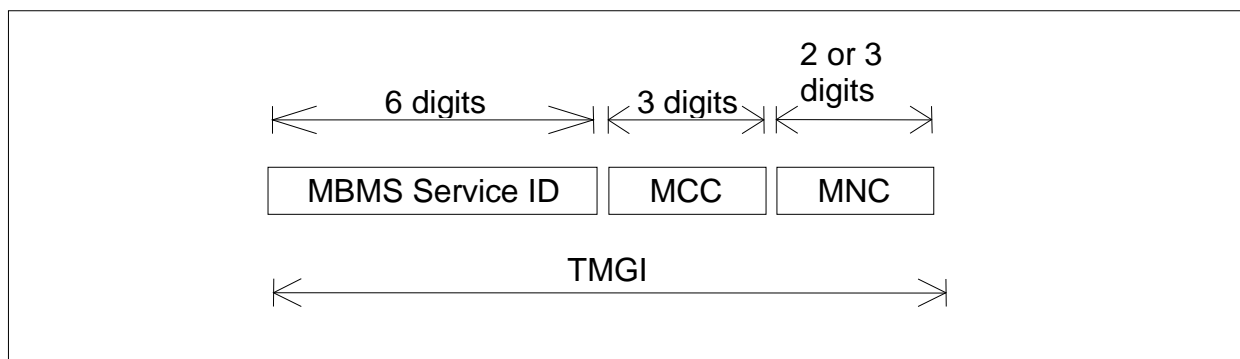 2 or 3
digits
6 digits
3 digits
MBMS Service ID
MCC
MNC
TMGI